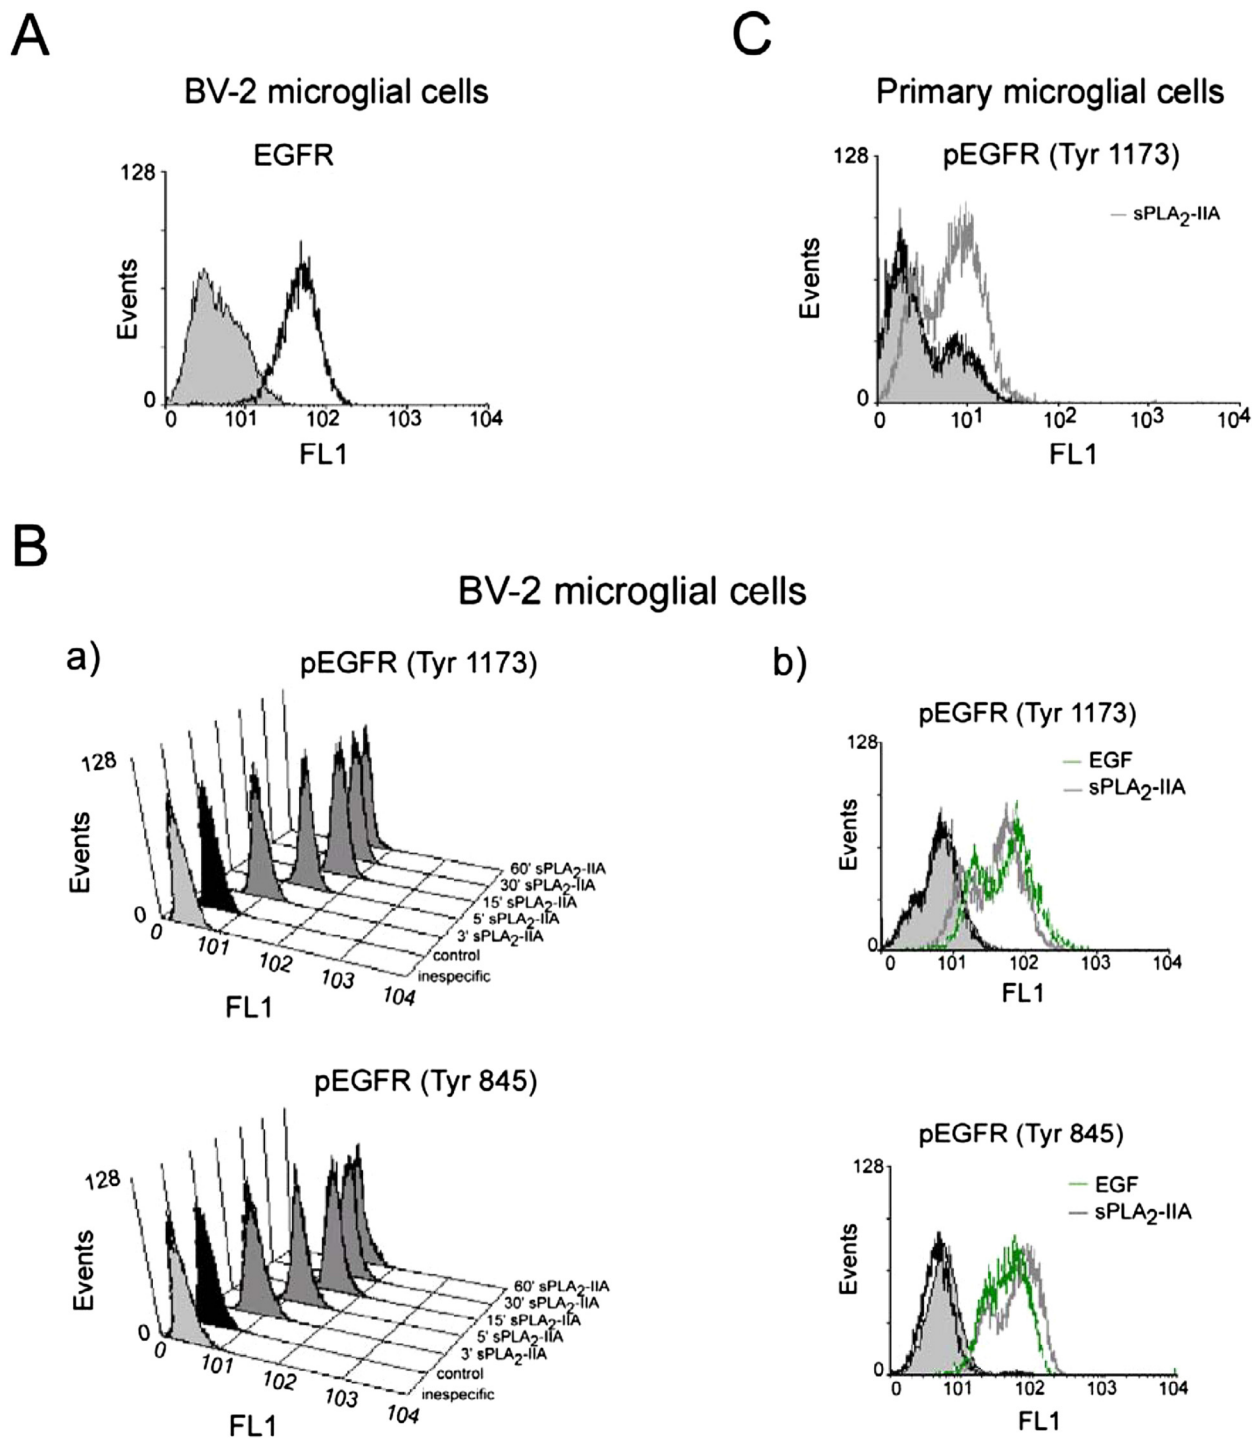 A
BV-2 microglial cells
EGFR
128
Events
0
0 101 102 103 104
FL1
C
Primary microglial cells
pEGFR (Tyr 1173)
128
sPLA2-IIA
Events
0
0 101 102 103 104
FL1
B
BV-2 microglial cells
a)
pEGFR (Tyr 1173)
128
Events
0
0 101 102 103 104
60' sPLA2-IIA
30' sPLA2-IIA
15' sPLA2-IIA
5' sPLA2-IIA
3' sPLA2-IIA
control
inespecific
FL1
pEGFR (Tyr 845)
128
Events
0
0 101 102 103 104
60' sPLA2-IIA
30' sPLA2-IIA
15' sPLA2-IIA
5' sPLA2-IIA
3' sPLA2-IIA
control
inespecific
FL1
b)
pEGFR (Tyr 1173)
128
EGF
sPLA2-IIA
Events
0
0 101 102 103 104
FL1
pEGFR (Tyr 845)
128
EGF
sPLA2-IIA
Events
0
0 101 102 103 104
FL1